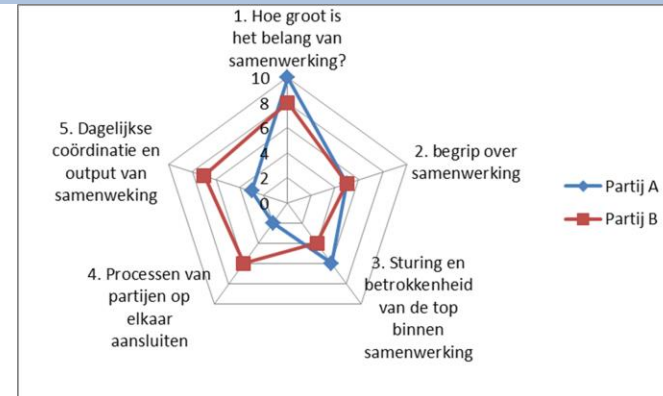 1. Hoe groot is
het belang van
samenwerking?
10
8
6
4
2
0
2. begrip over
samenwerking
3. Sturing en
betrokkenheid
van de top
binnen
samenwerking
4. Processen van
partijen op
elkaar
aansluiten
5. Dagelijkse
coördinatie en
output van
samenweking
Partij A
Partij B